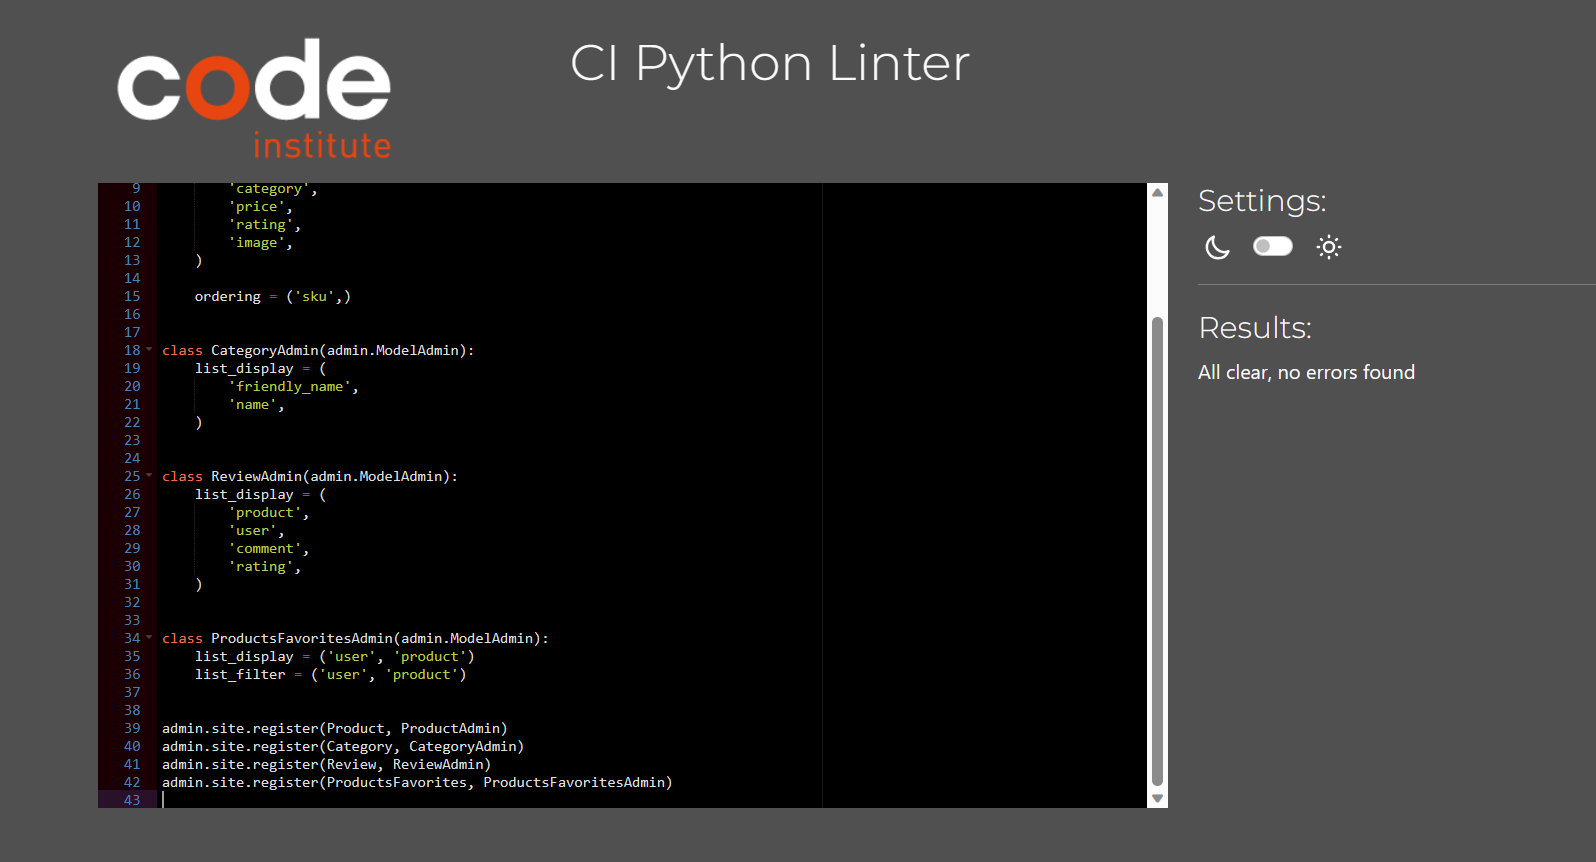 code
institute
CI Python Linter
9 'category',
10 'price',
11 'rating',
12 'image',
13 )
14
15 ordering = ('sku',)
16
17
18 class CategoryAdmin(admin.ModelAdmin):
19 list_display = (
20 'friendly_name',
21 'name',
22 )
23
24
25 class ReviewAdmin(admin.ModelAdmin):
26 list_display = (
27 'product',
28 'user',
29 'comment',
30 'rating',
31 )
32
33
34 class ProductsFavoritesAdmin(admin.ModelAdmin):
35 list_display = ('user', 'product')
36 list_filter = ('user', 'product')
37
38
39 admin.site.register(Product, ProductAdmin)
40 admin.site.register(Category, CategoryAdmin)
41 admin.site.register(Review, ReviewAdmin)
42 admin.site.register(ProductsFavorites, ProductsFavoritesAdmin)
43
Settings:
Results:
All clear, no errors found